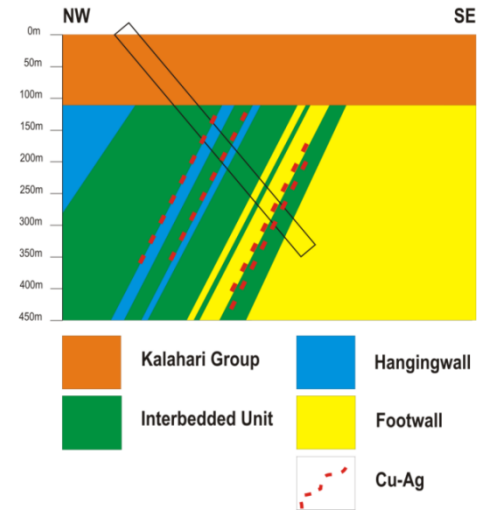 NW SE
0m
50m
100m
150m
200m
250m
300m
350m
400m
450m
Kalahari Group
Hangingwall
Interbedded Unit
Footwall
Cu-Ag